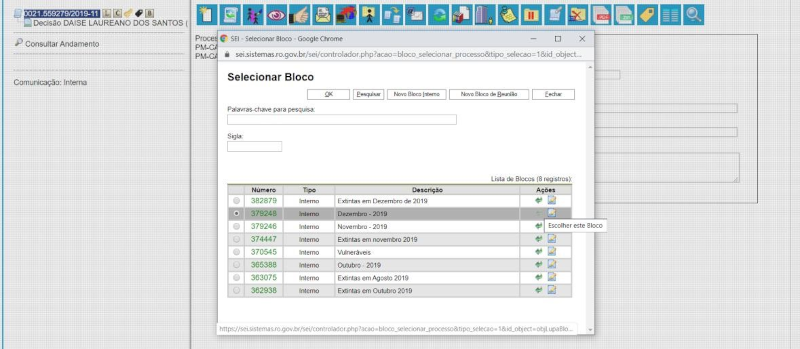 0021.559279/2019-11
Decisão DAISE LAUREANO DOS SANTOS (
Consultar Andamento
Comunicação: Interna
Proces
PM-CA
PM-CA
SEI - Selecionar Bloco - Google Chrome
sei.sistemas.ro.gov.br/sei/controlador.php?acao=bloco_selecionar_processo&tipo_selecao=1&id_object...
Selecionar Bloco
OK Pesquisar Novo Bloco Interno Novo Bloco de Reunião Fechar
Palavras-chave para pesquisa:
Sigla:
Lista de Blocos (8 registros):
Número Tipo Descrição Ações
382879 Interno Extintas em Dezembro de 2019
379248 Interno Dezembro - 2019
379246 Interno Novembro - 2019
Escolher este Bloco
374447 Interno Extintas em novembro 2019
370545 Interno Vulneráveis
365388 Interno Outubro - 2019
363075 Interno Extintas em Agosto 2019
362938 Interno Extintas em Outubro 2019
https://sei.sistemas.ro.gov.br/sei/controlador.php?acao=bloco_selecionar_processo&tipo_selecao=1&id_object=objLupaBlo...